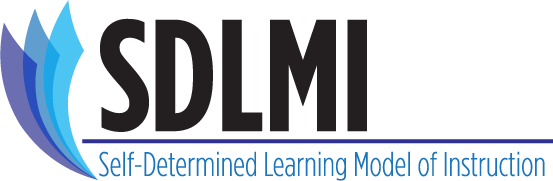 SDLMI
Self-Determined Learning Model of Instruction